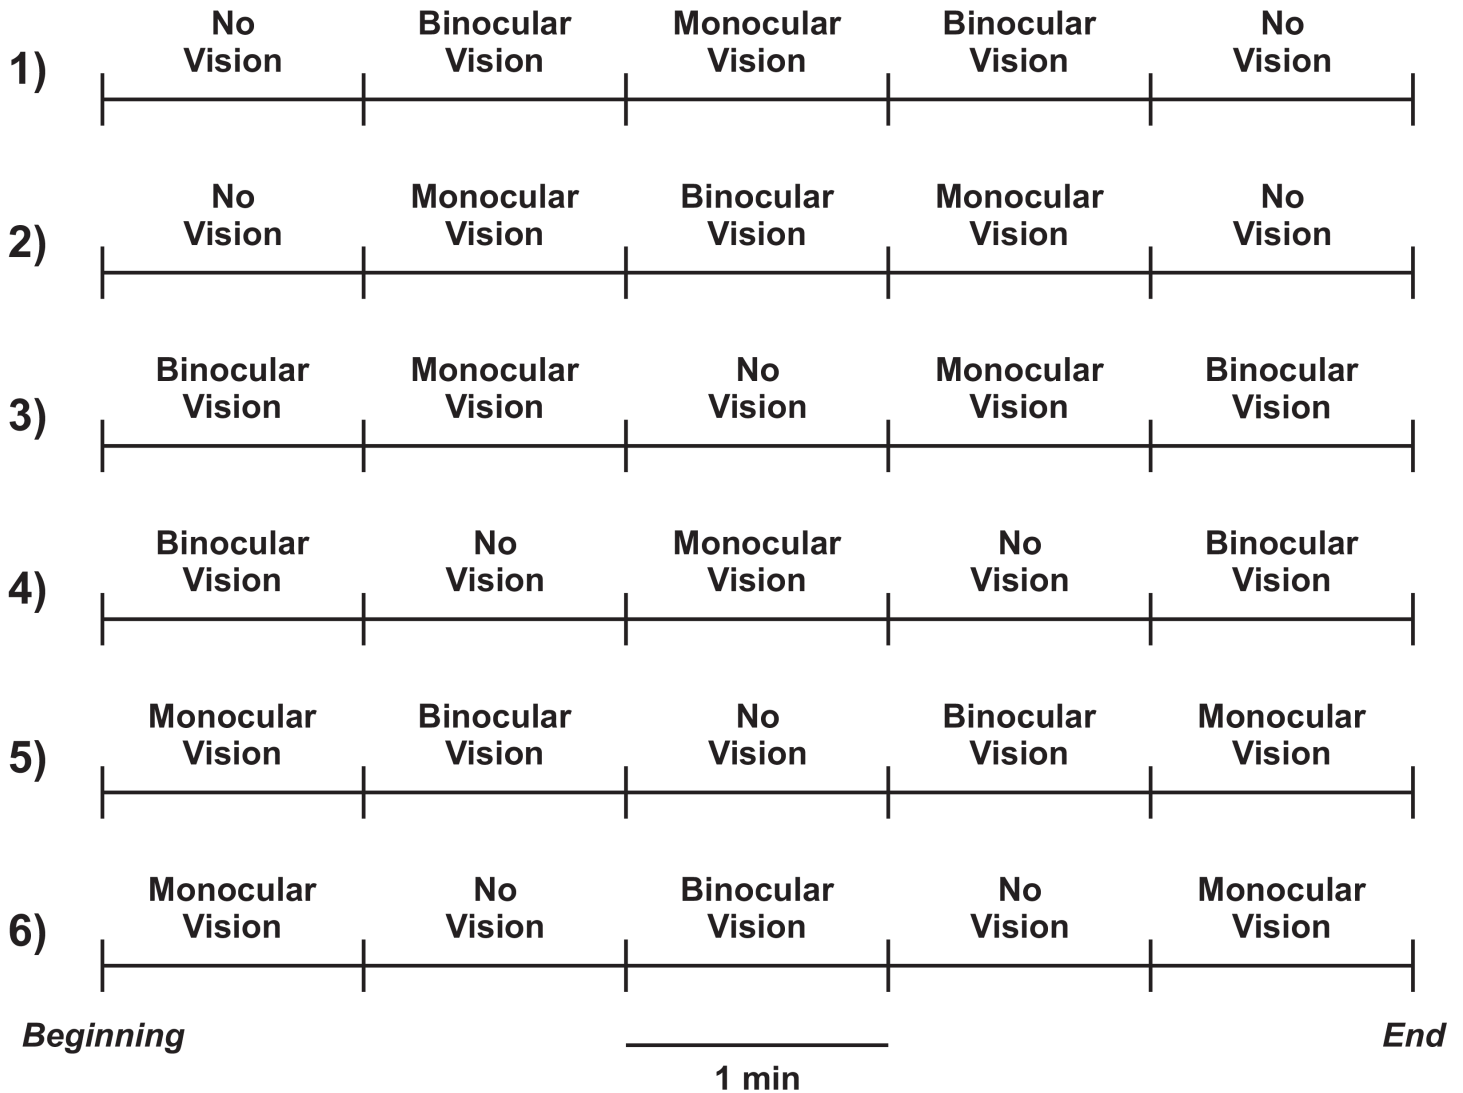 No Binocular Monocular Binocular No
1) Vision Vision Vision Vision Vision
No Monocular Binocular Monocular No
2) Vision Vision Vision Vision Vision
Binocular Monocular No Monocular Binocular
3) Vision Vision Vision Vision Vision
Binocular No Monocular No Binocular
4) Vision Vision Vision Vision Vision
Monocular Binocular No Binocular Monocular
5) Vision Vision Vision Vision Vision
Monocular No Binocular No Monocular
6) Vision Vision Vision Vision Vision
Beginning End
1 min